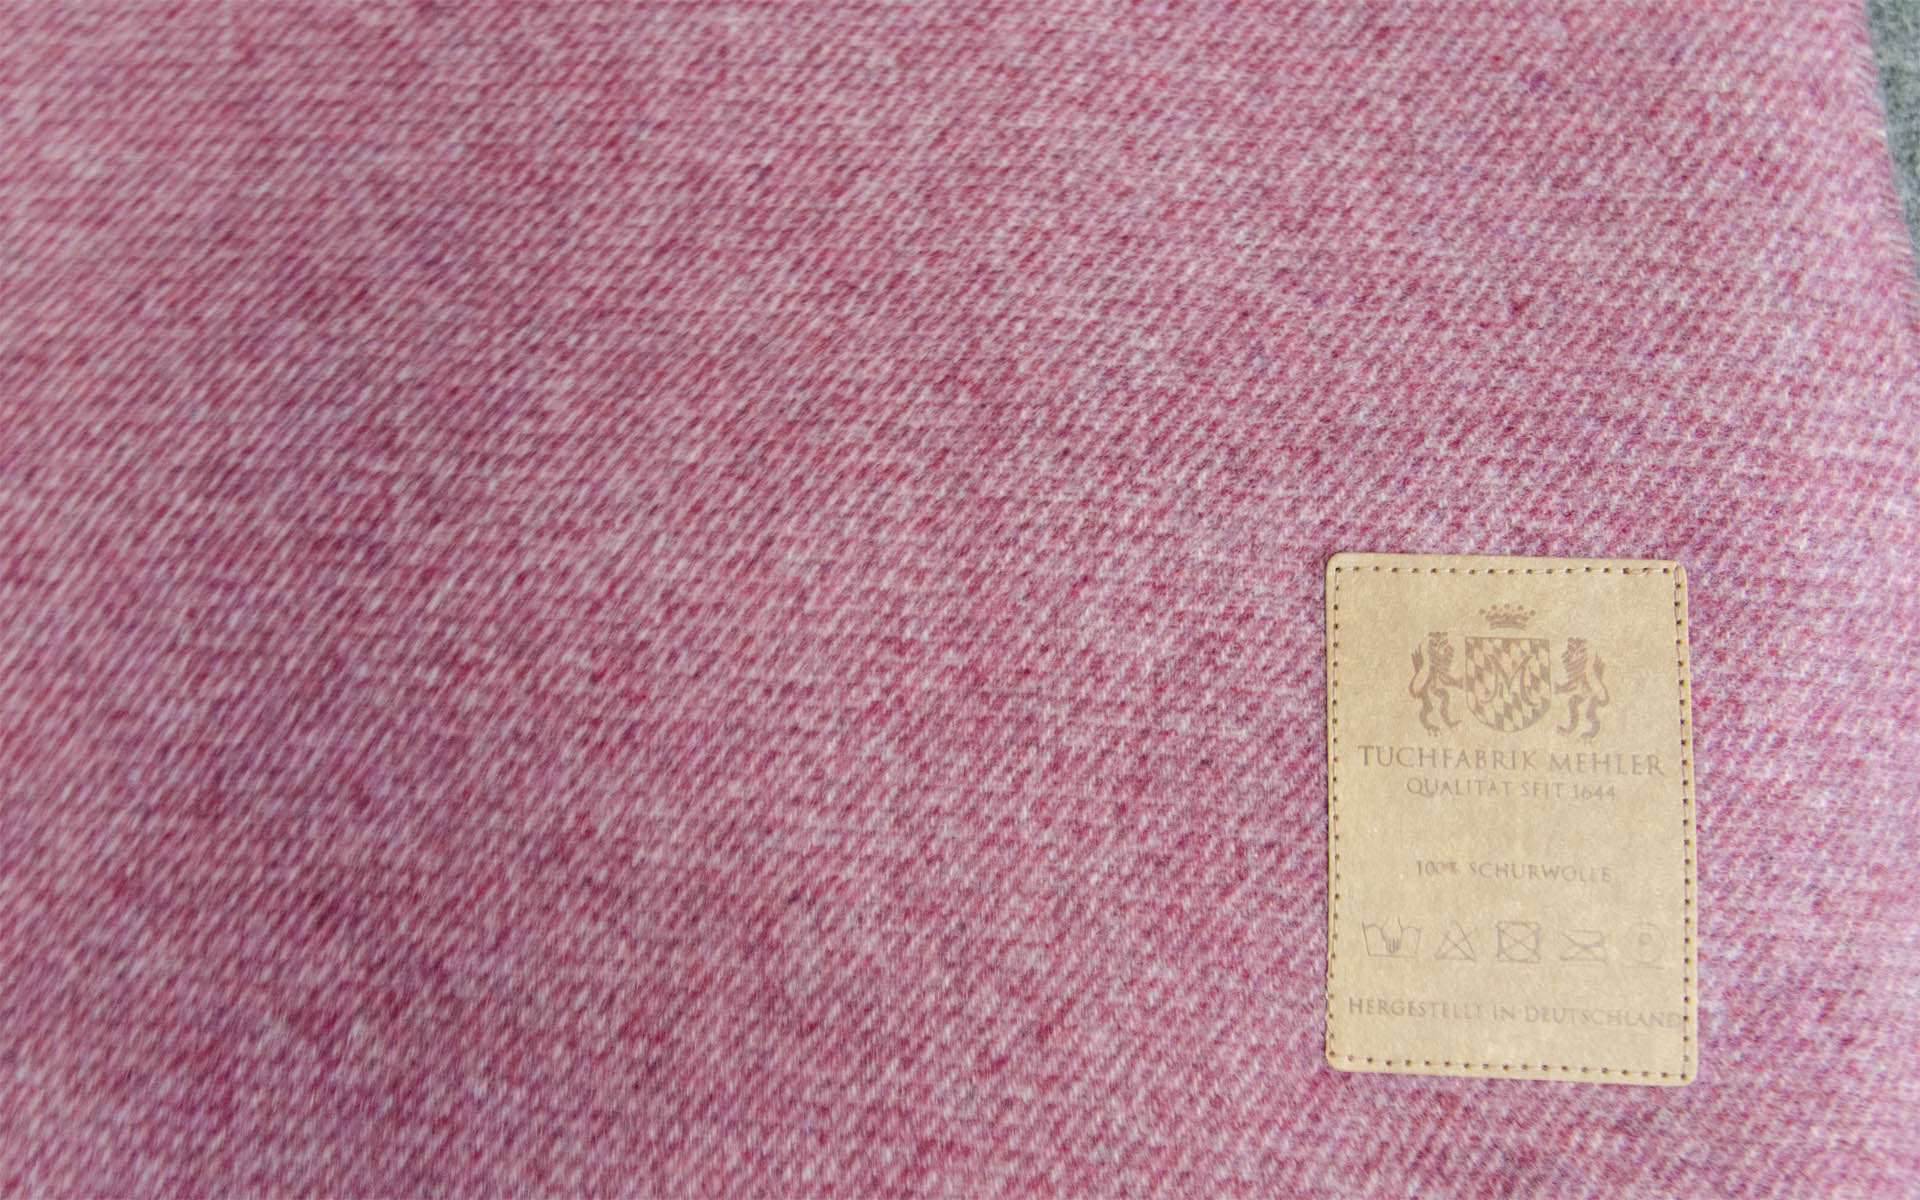 M
TUCHFABRIK MEHLER
QUALITÄT SEIT 1644
100% SCHURWOLLE
P
HERGESTELLT IN DEUTSCHLAND